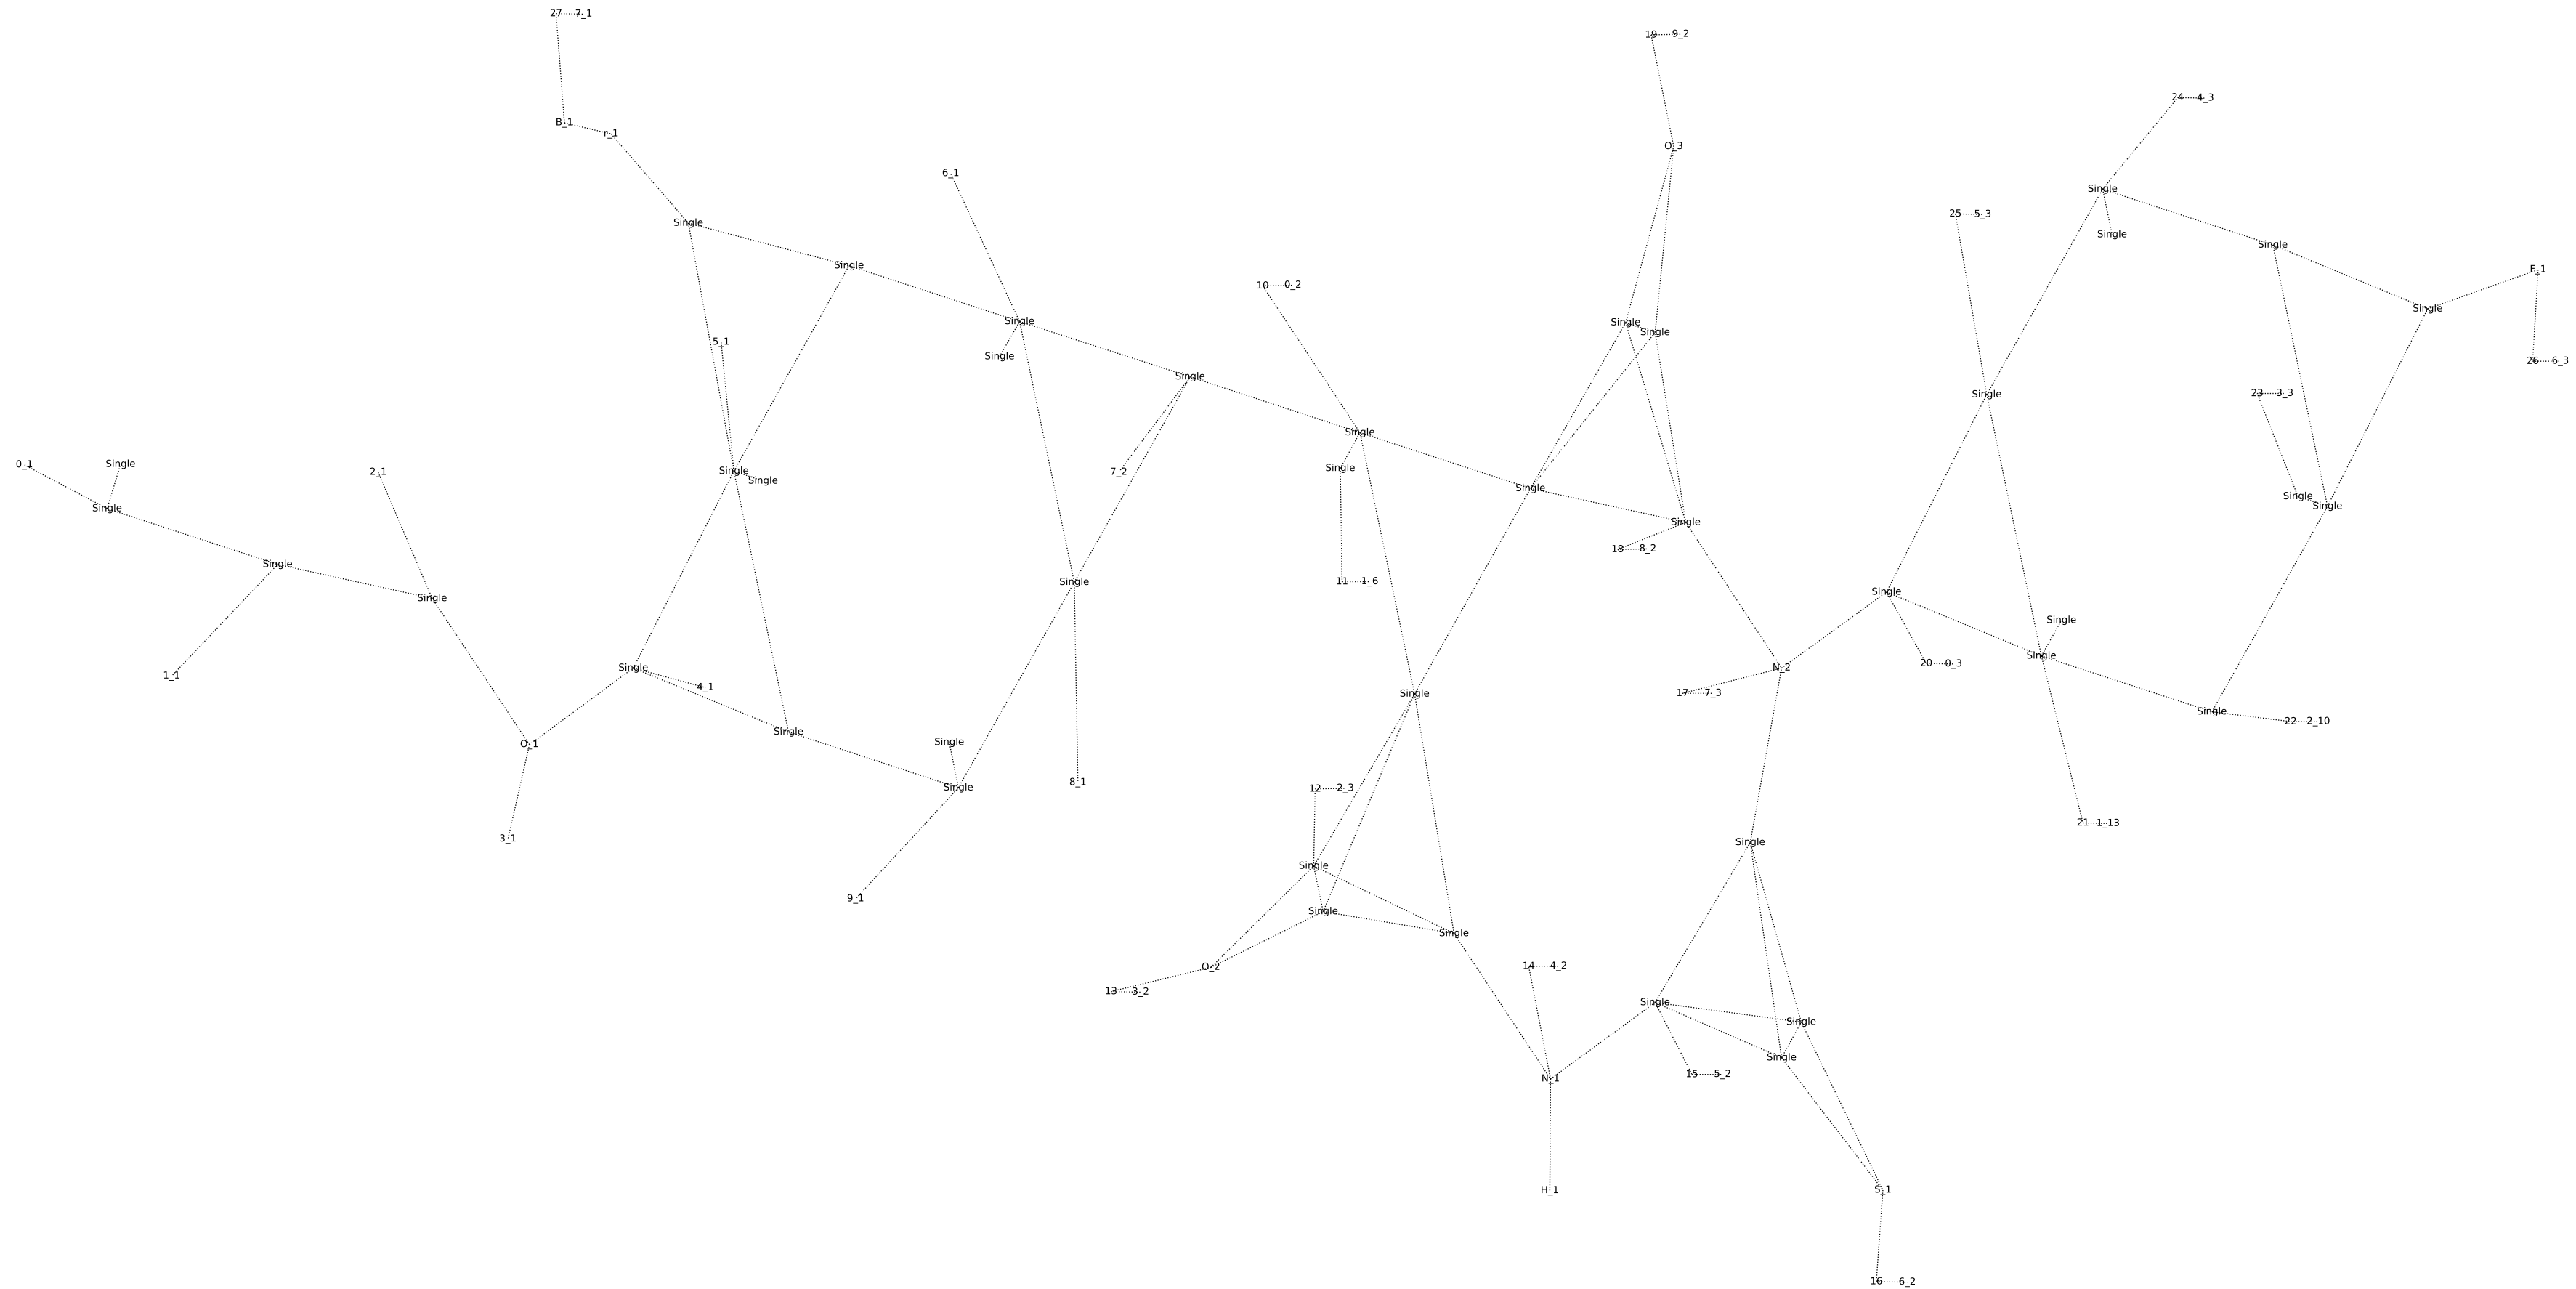 27 7_1
19 9_2
24 4_3
B_1
r_1
O_3
6_1
Single
25 5_3
Single
Single
Single
Single
F_1
10 0_2
Single
Single
Single
Single
5_1
Single
Single
26 6_3
Single
23 3_3
Single
Single
0_1
Single
Single
2_1
Single
7_2
Single
Single
Single
Single
Single
Single
18 8_2
Single
11 1_6
Single
Single
Single
Single
Single
20 0_3
Single
N_2
1_1
4_1
17 7_3
Single
Single
22 2_10
Single
Single
O_1
8_1
Single
12 2_3
21 1_13
3_1
Single
Single
9_1
Single
Single
14 4_2
O_2
13 3_2
Single
Single
Single
15 5_2
N_1
H_1
S_1
16 6_2